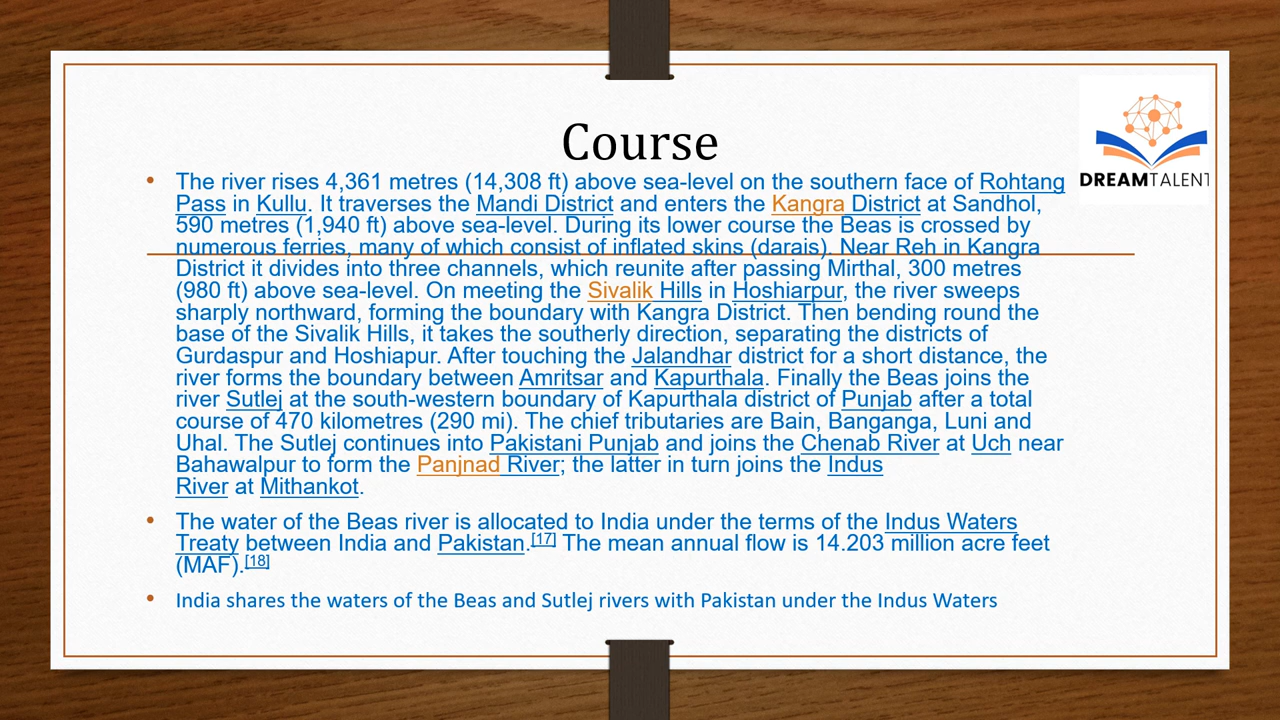 Course
DREAMTALENT
• The river rises 4,361 metres (14,308 ft) above sea-level on the southern face of Rohtang
Pass in Kullu. It traverses the Mandi District and enters the Kangra District at Sandhol,
590 metres (1,940 ft) above sea-level. During its lower course the Beas is crossed by
numerous ferries, many of which consist of inflated skins (darais). Near Reh in Kangra
District it divides into three channels, which reunite after passing Mirthal, 300 metres
(980 ft) above sea-level. On meeting the Sivalik Hills in Hoshiarpur, the river sweeps
sharply northward, forming the boundary with Kangra District. Then bending round the
base of the Sivalik Hills, it takes the southerly direction, separating the districts of
Gurdaspur and Hoshiapur. After touching the Jalandhar district for a short distance, the
river forms the boundary between Amritsar and Kapurthala. Finally the Beas joins the
river Sutlej at the south-western boundary of Kapurthala district of Punjab after a total
course of 470 kilometres (290 mi). The chief tributaries are Bain, Banganga, Luni and
Uhal. The Sutlej continues into Pakistani Punjab and joins the Chenab River at Uch near
Bahawalpur to form the Panjnad River; the latter in turn joins the Indus
River at Mithankot.
• The water of the Beas river is allocated to India under the terms of the Indus Waters
Treaty between India and Pakistan.[17] The mean annual flow is 14.203 million acre feet
(MAF).[18]
• India shares the waters of the Beas and Sutlej rivers with Pakistan under the Indus Waters